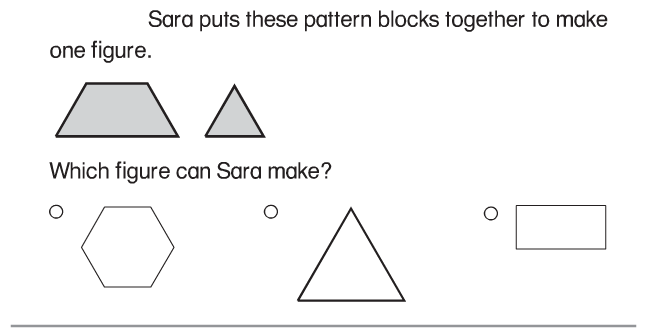 Sara puts these pattern blocks together to make
one figure.
Which figure can Sara make?